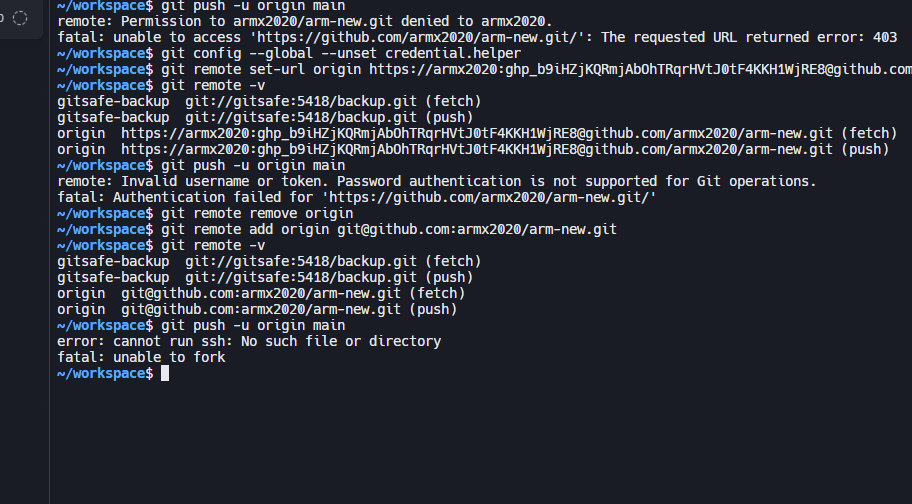 ~/workspace$ git push -u origin main
remote: Permission to armx2020/arm-new.git denied to armx2020.
fatal: unable to access 'https://github.com/armx2020/arm-new.git/': The requested URL returned error: 403
~/workspace$ git config --global --unset credential.helper
~/workspace$ git remote set-url origin https://armx2020:ghp_b9iHZjKQRmjAbOhTRqrHVtJ0tF4KKH1WjRE8@github.com
~/workspace$ git remote -v
gitsafe-backup  git://gitsafe:5418/backup.git (fetch)
gitsafe-backup  git://gitsafe:5418/backup.git (push)
origin  https://armx2020:ghp_b9iHZjKQRmjAbOhTRqrHVtJ0tF4KKH1WjRE8@github.com/armx2020/arm-new.git (fetch)
origin  https://armx2020:ghp_b9iHZjKQRmjAbOhTRqrHVtJ0tF4KKH1WjRE8@github.com/armx2020/arm-new.git (push)
~/workspace$ git push -u origin main
remote: Invalid username or token. Password authentication is not supported for Git operations.
fatal: Authentication failed for 'https://github.com/armx2020/arm-new.git/'
~/workspace$ git remote remove origin
~/workspace$ git remote add origin git@github.com:armx2020/arm-new.git
~/workspace$ git remote -v
gitsafe-backup  git://gitsafe:5418/backup.git (fetch)
gitsafe-backup  git://gitsafe:5418/backup.git (push)
origin  git@github.com:armx2020/arm-new.git (fetch)
origin  git@github.com:armx2020/arm-new.git (push)
~/workspace$ git push -u origin main
error: cannot run ssh: No such file or directory
fatal: unable to fork
~/workspace$